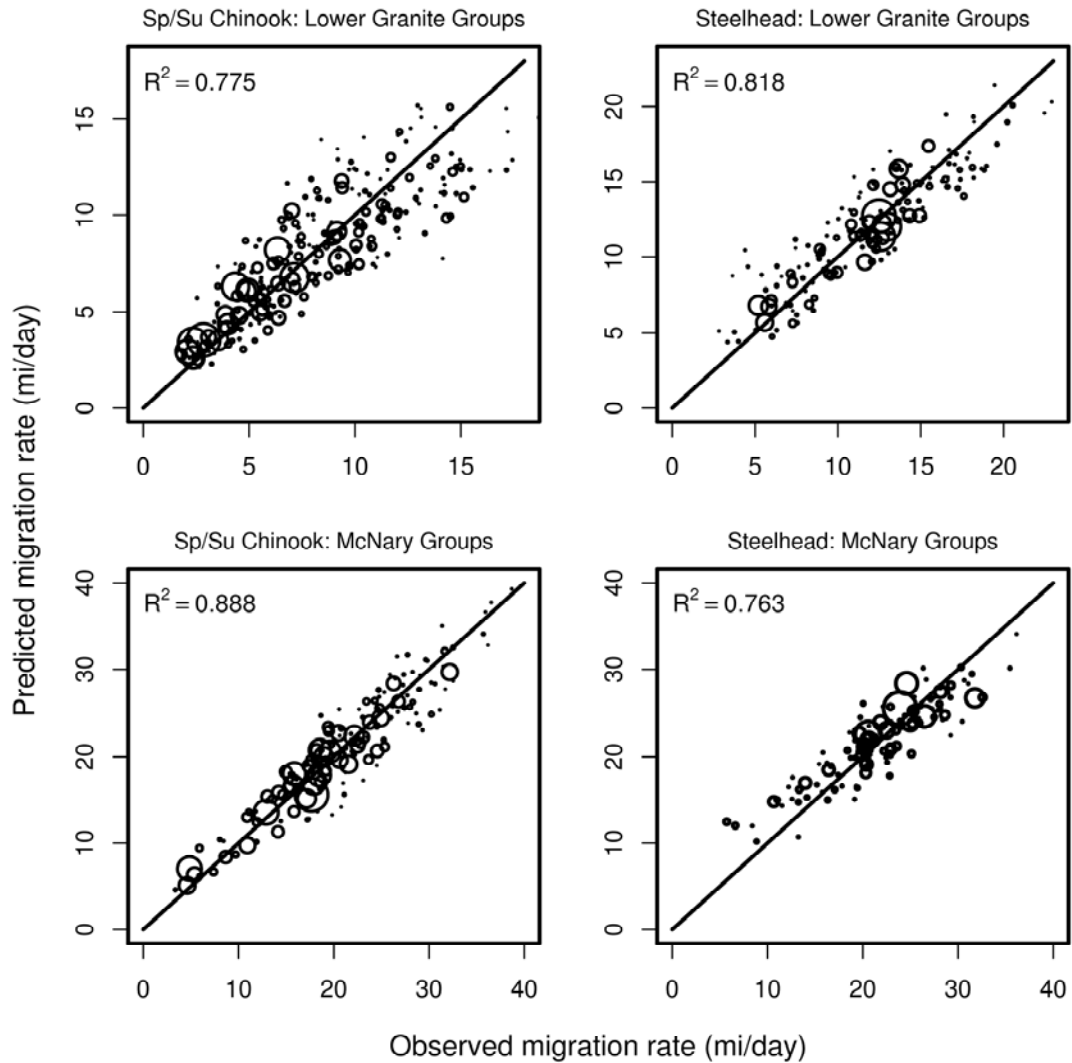 Sp/Su Chinook: Lower Granite Groups
R² = 0.775
0 5 10 15
0 5 10 15
Steelhead: Lower Granite Groups
R² = 0.818
0 5 10 15 20
0 5 10 15 20
Sp/Su Chinook: McNary Groups
R² = 0.888
0 10 20 30 40
0 10 20 30 40
Steelhead: McNary Groups
R² = 0.763
0 10 20 30 40
0 10 20 30 40
Predicted migration rate (mi/day)
Observed migration rate (mi/day)